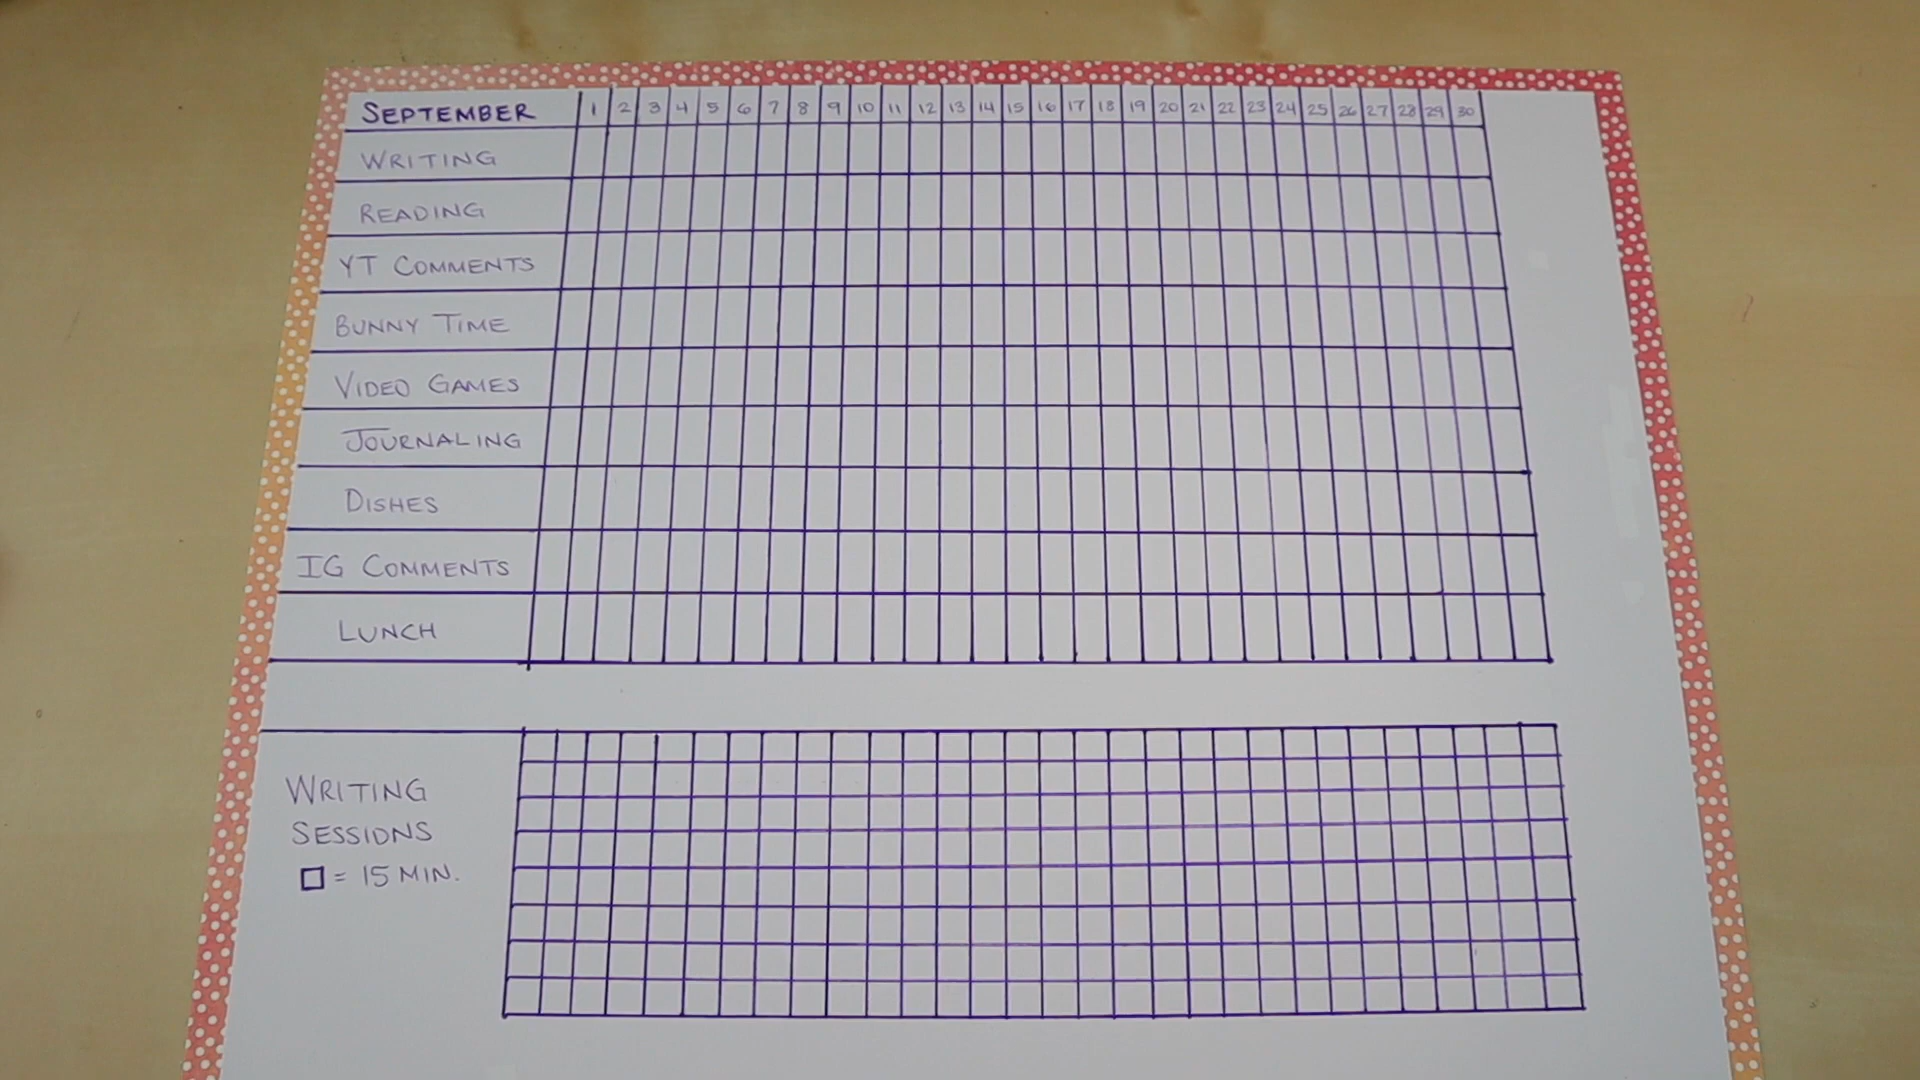 SEPTEMBER 1 2 3 4 5 6 7 8 9 10 11 12 13 14 15 16 17 18 19 20 21 22 23 24 25 26 27 28 29 30
WRITING
READING
YT COMMENTS
BUNNY TIME
VIDEO GAMES
JOURNALING
DISHES
IG COMMENTS
LUNCH
WRITING
SESSIONS
□ = 15 MIN.